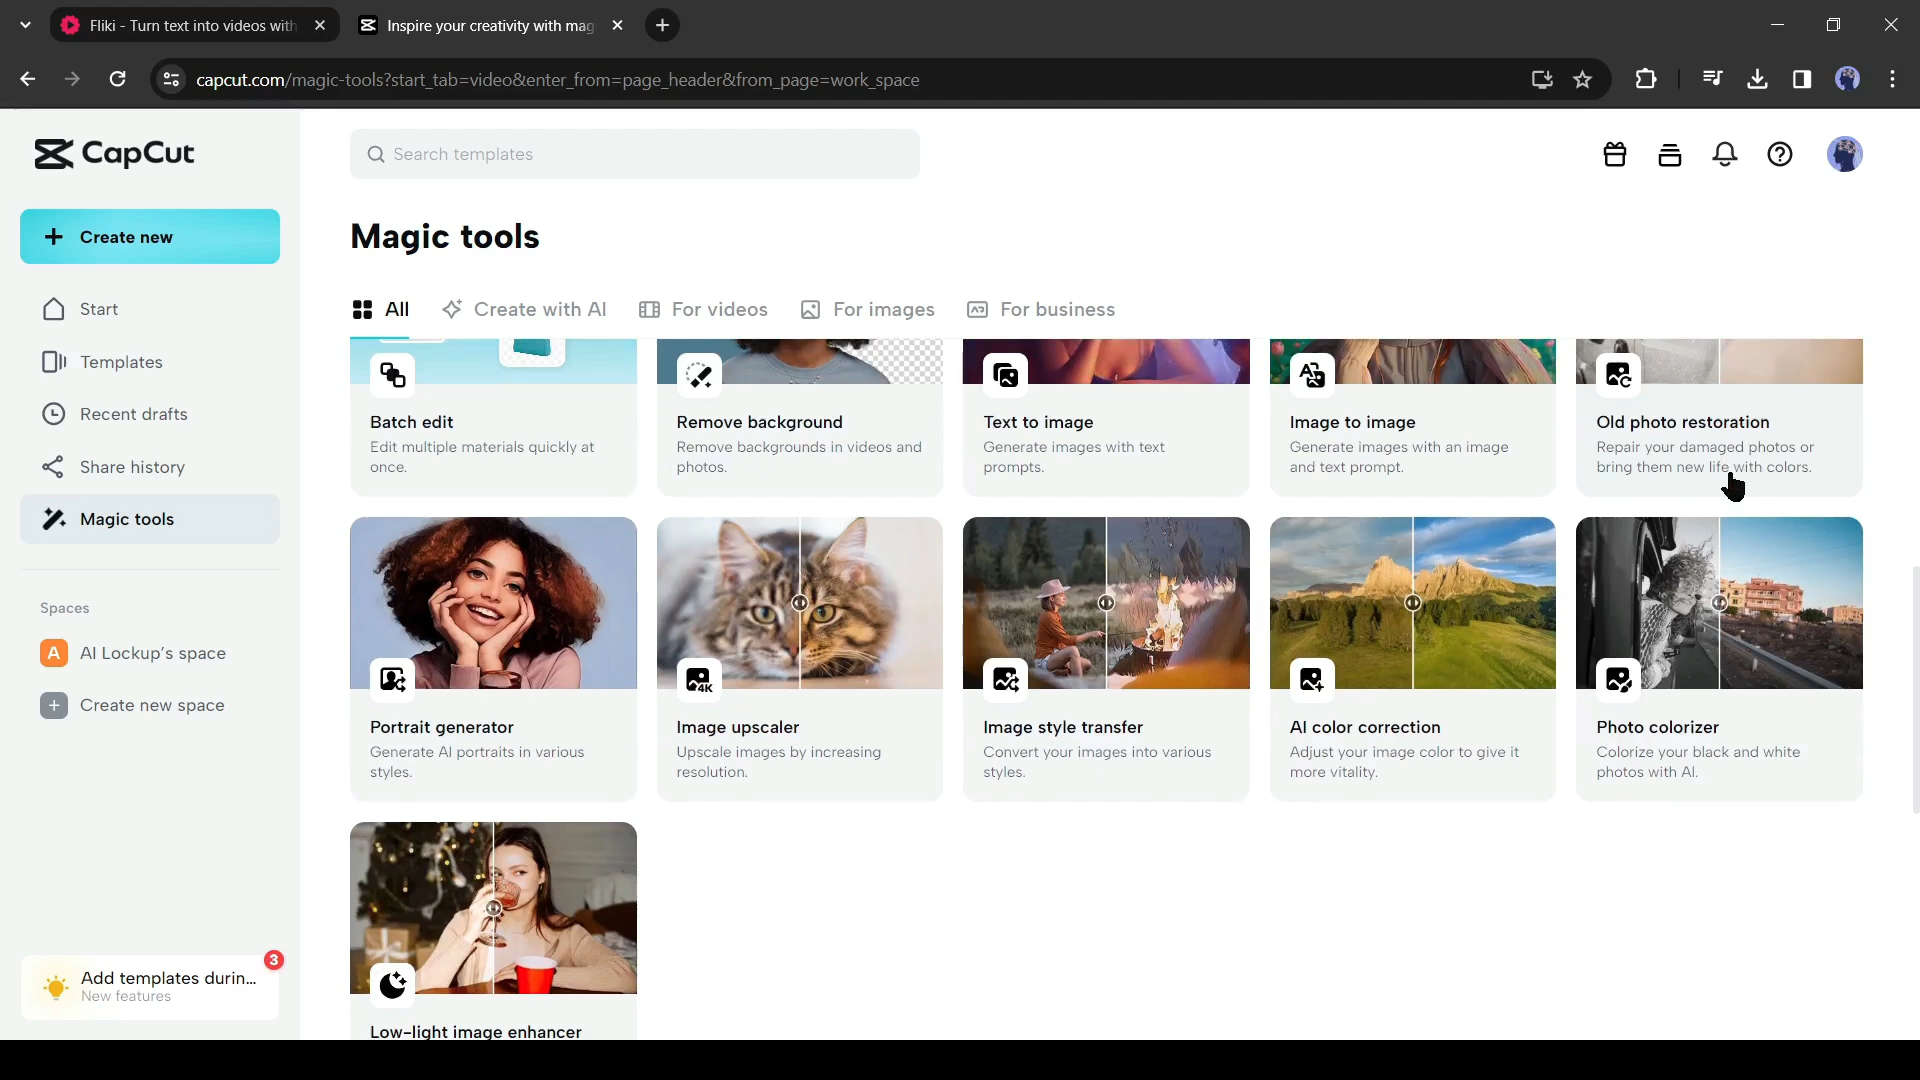 Fliki - Turn text into videos with
Inspire your creativity with mag
capcut.com/magic-tools?start_tab=video&enter_from=page_header&from_page=work_space
CapCut
Search templates
Create new
Magic tools
Start
Templates
Recent drafts
Share history
Magic tools
Spaces
A
AI Lockup's space
Create new space
3
Add templates durin...
New features
All
Create with AI
For videos
For images
For business
Batch edit
Edit multiple materials quickly at
once.
Remove background
Remove backgrounds in videos and
photos.
Text to image
Generate images with text
prompts.
Image to image
Generate images with an image
and text prompt.
Old photo restoration
Repair your damaged photos or
bring them new life with colors.
Portrait generator
Generate AI portraits in various
styles.
4K
Image upscaler
Upscale images by increasing
resolution.
Image style transfer
Convert your images into various
styles.
AI color correction
Adjust your image color to give it
more vitality.
Photo colorizer
Colorize your black and white
photos with AI.
Low-light image enhancer